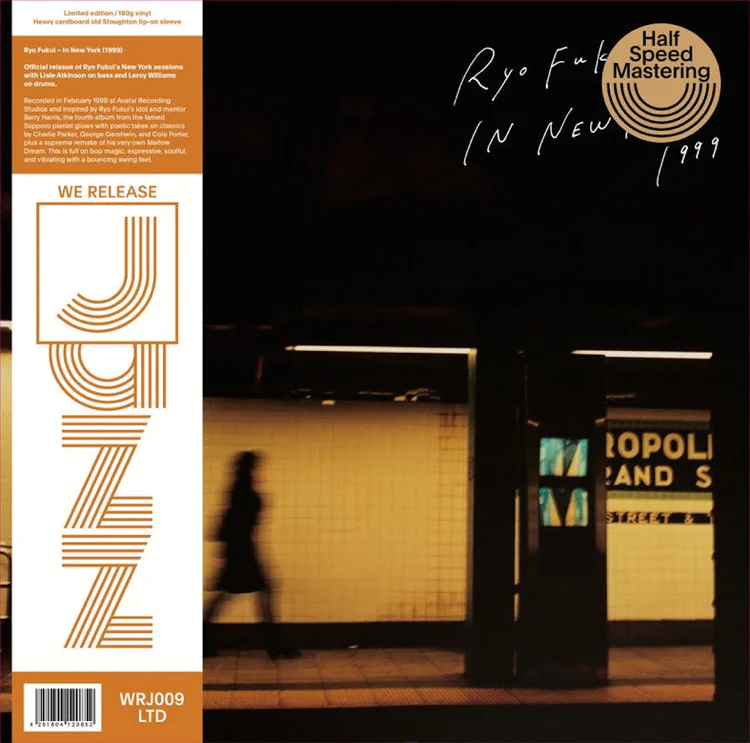 Limited edition / 180g vinyl
Heavy cardboard old Stoughton tip-on sleeve
Ryo Fukui – In New York (1999)
Official reissue of Ryo Fukui's New York sessions
with Lisle Atkinson on bass and Leroy Williams
on drums.
Recorded in February 1999 at Avatar Recording
Studios and inspired by Ryo Fukui's idol and mentor
Barry Harris, the fourth album from the famed
Sapporo pianist glows with poetic takes on classics
by Charlie Parker, George Gershwin, and Cole Porter,
plus a supreme remake of his very own Mellow
Dream. This is full on bop magic, expressive, soulful,
and vibrating with a bouncing swing feel.
WE RELEASE
Jazz
4 251804 120852
WRJ009
LTD
Ryo Fuk
IN NEW
1999
Half
Speed
Mastering
ROPOLI
RAND S
STREET &